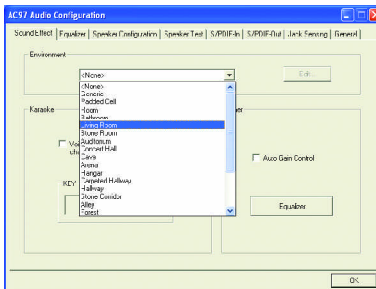 AC97 Audio Configuration
Sound Effect | Equalizer | Speaker Configuration | Speaker Test | S/PDIF-In | S/PDIF-Out | Jack Sensing | General
Environment
<None>
Edit
<None>
Generic
Padded Cell
Room
Bathroom
Living Room
Stone Room
Auditorium
Concert Hall
Cave
Arena
Hangar
Carpeted Hallway
Hallway
Stone Corridor
Alley
Forest
Karaoke
KEY
Auto Gain Control
Equalizer
OK